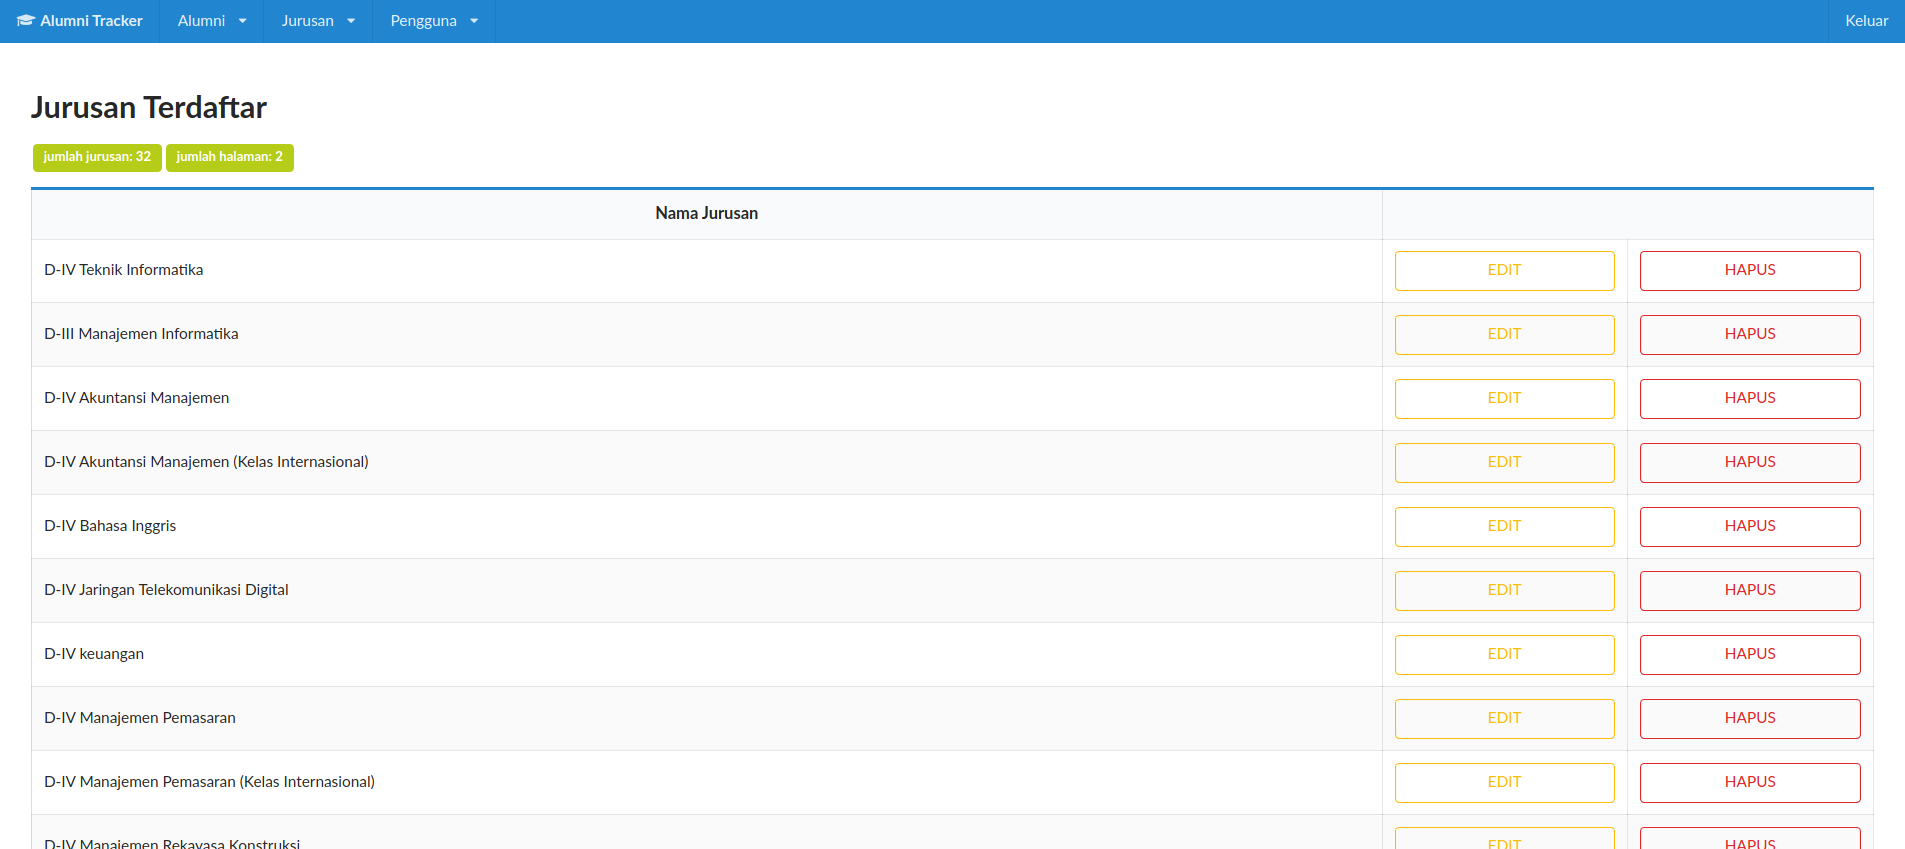 Alumni Tracker Alumni Jurusan Pengguna Keluar
Jurusan Terdaftar
jumlah jurusan: 32 jumlah halaman: 2
Nama Jurusan
D-IV Teknik Informatika EDIT HAPUS
D-III Manajemen Informatika EDIT HAPUS
D-IV Akuntansi Manajemen EDIT HAPUS
D-IV Akuntansi Manajemen (Kelas Internasional) EDIT HAPUS
D-IV Bahasa Inggris EDIT HAPUS
D-IV Jaringan Telekomunikasi Digital EDIT HAPUS
D-IV keuangan EDIT HAPUS
D-IV Manajemen Pemasaran EDIT HAPUS
D-IV Manajemen Pemasaran (Kelas Internasional) EDIT HAPUS
D-IV Manajemen Rekayasa Konstruksi EDIT HAPUS